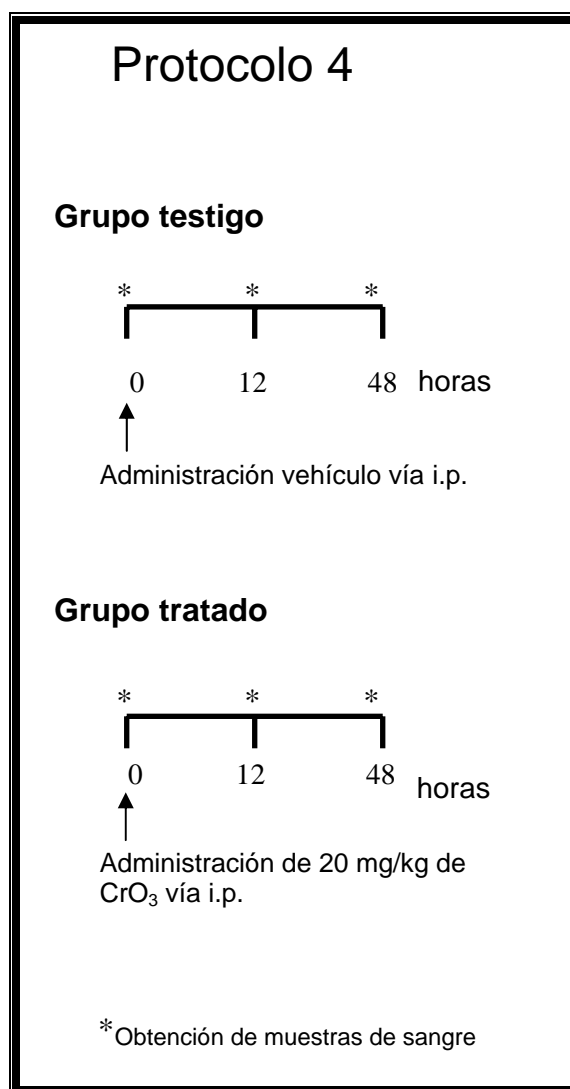 Protocolo 4
Grupo testigo
* * *
0 12 48 horas
Administración vehículo vía i.p.
Grupo tratado
* * *
0 12 48 horas
Administración de 20 mg/kg de
CrO₃ vía i.p.
*Obtención de muestras de sangre